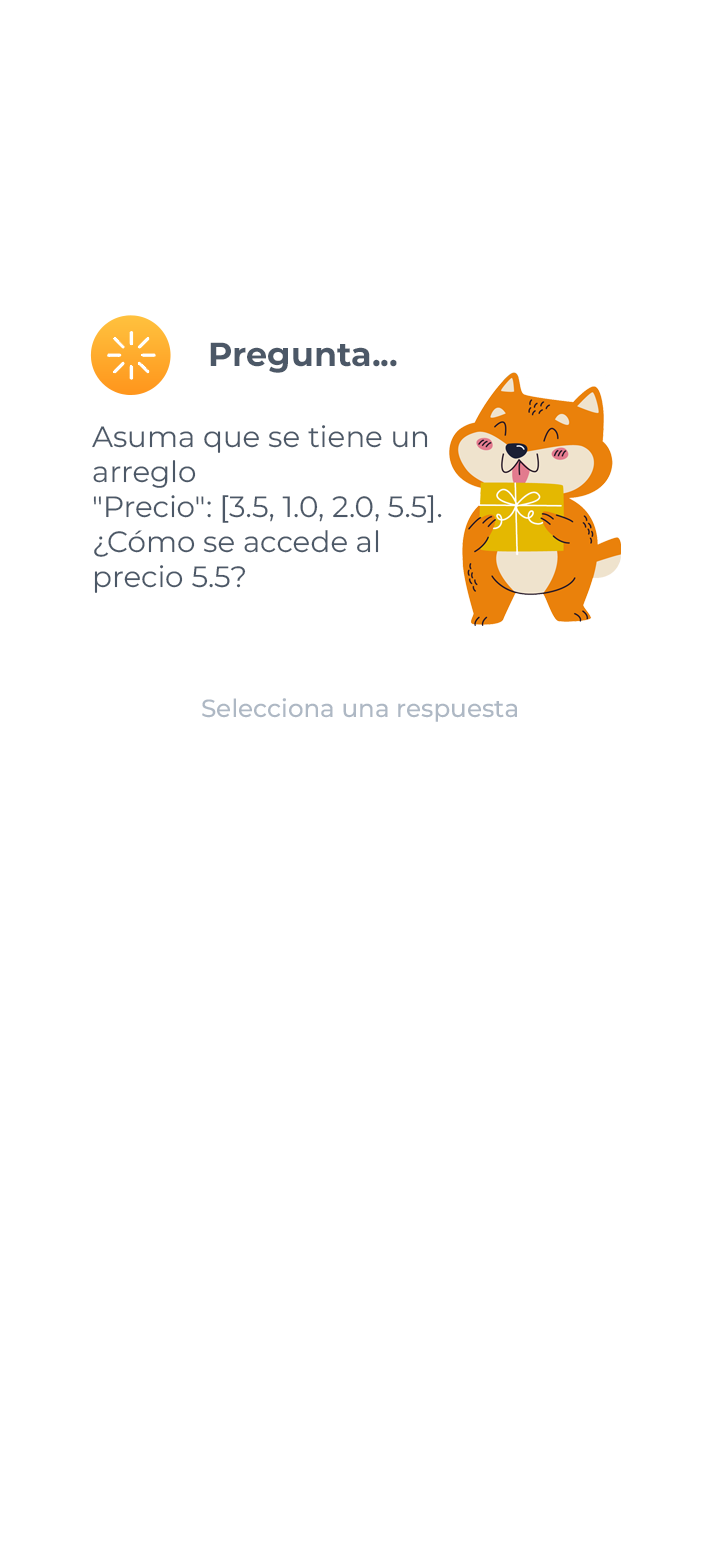 Pregunta...
Asuma que se tiene un
arreglo
"Precio": [3.5, 1.0, 2.0, 5.5].
¿Cómo se accede al
precio 5.5?
Selecciona una respuesta